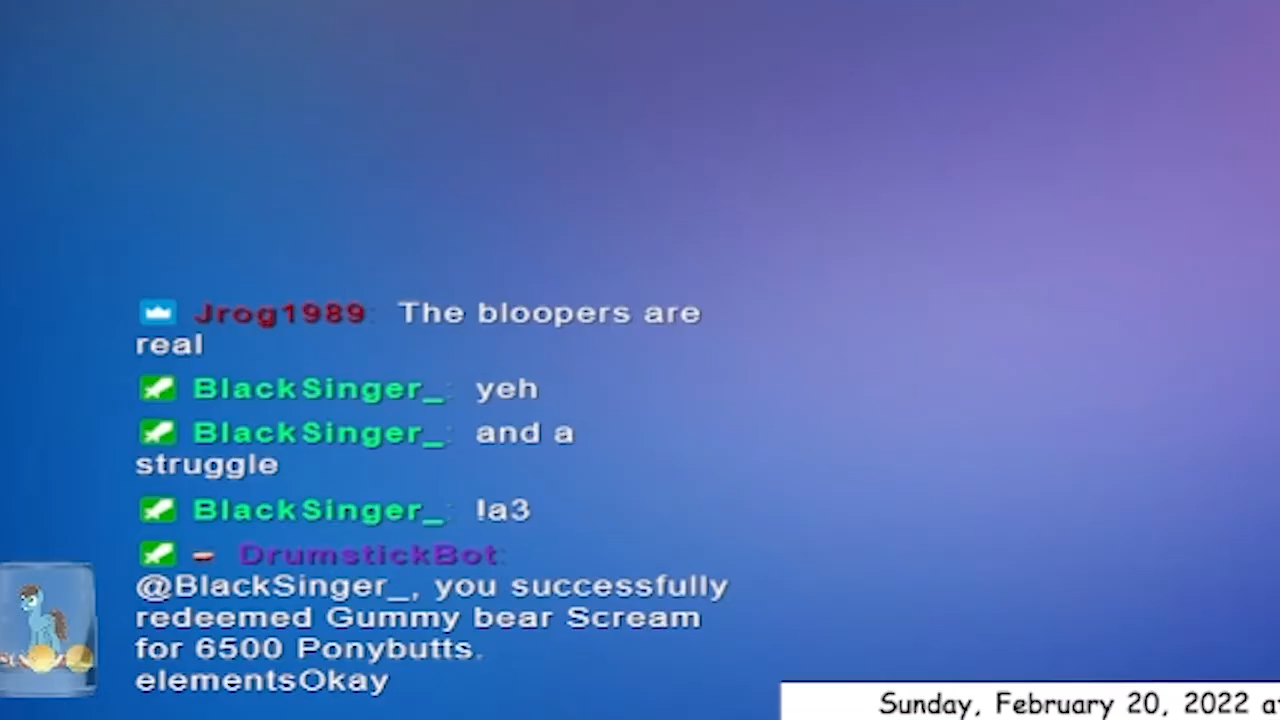 Jrog1989: The bloopers are
real
BlackSinger_: yeh
BlackSinger_: and a
struggle
BlackSinger_: !a3
DrumstickBot:
@BlackSinger_, you successfully
redeemed Gummy bear Scream
for 6500 Ponybutts.
elementsOkay
Sunday, February 20, 2022